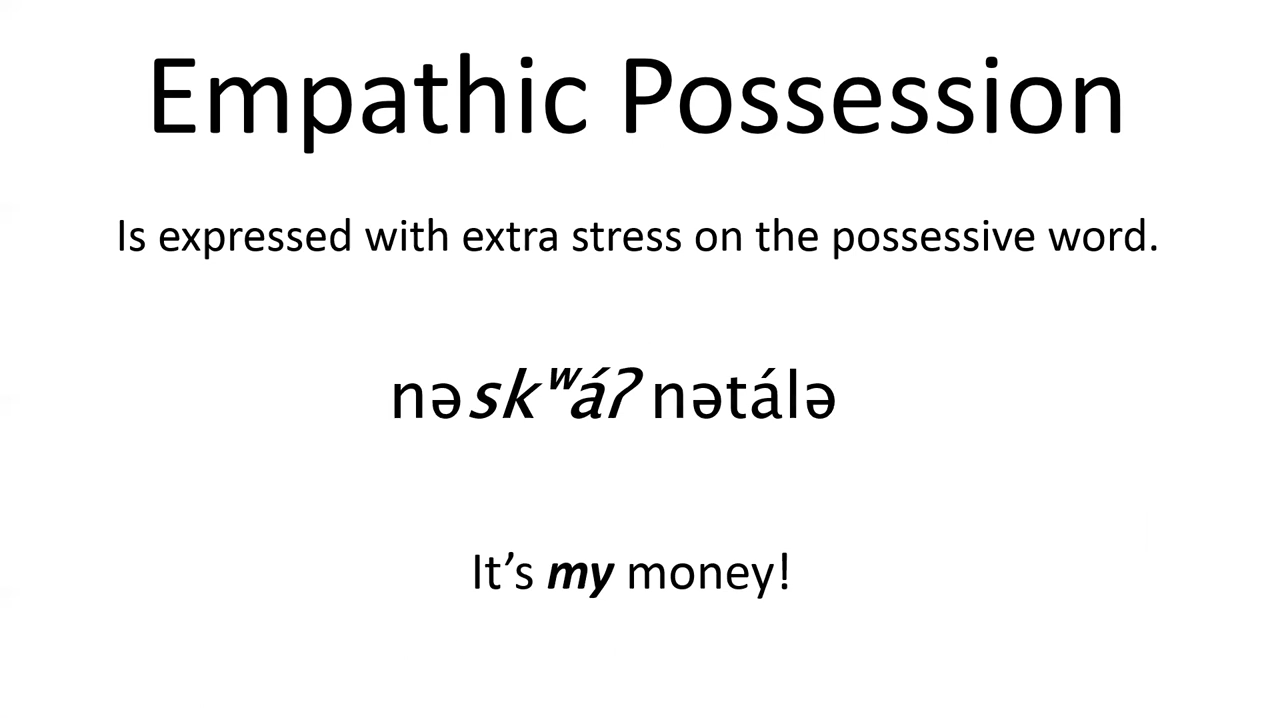 Empathic Possession
Is expressed with extra stress on the possessive word.
nəskʷáʔ nətálə
It’s my money!